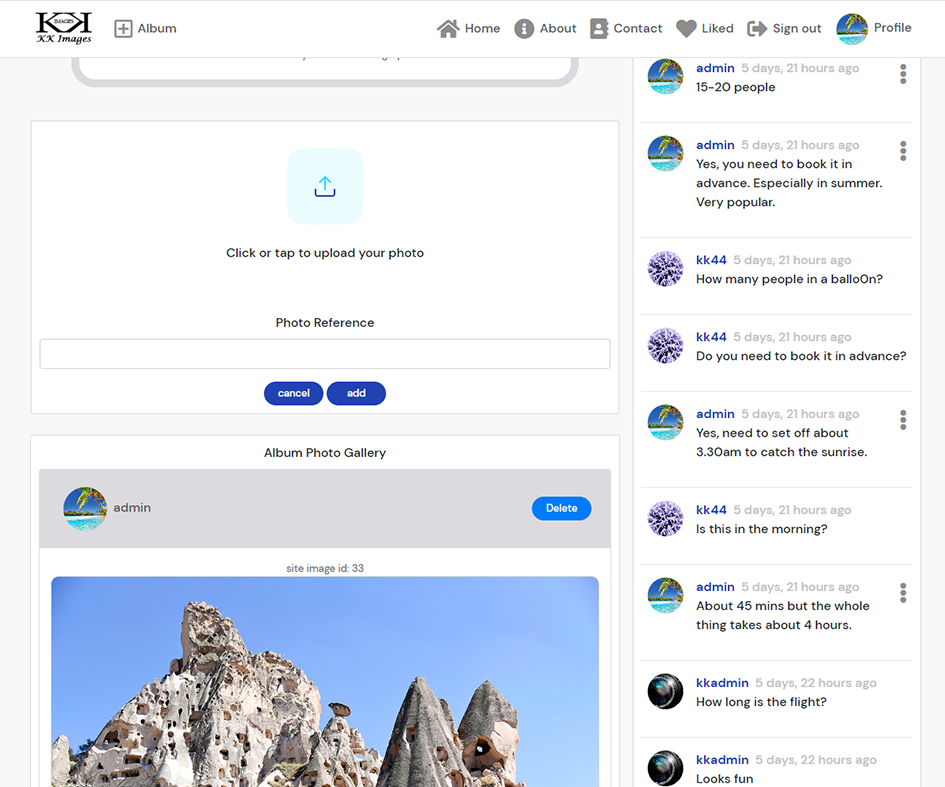 IMAGES
KK Images
Album
Home
About
Contact
Liked
Sign out
Profile
Click or tap to upload your photo
Photo Reference
cancel
add
Album Photo Gallery
admin
Delete
site image id: 33
admin 5 days, 21 hours ago
15-20 people
admin 5 days, 21 hours ago
Yes, you need to book it in
advance. Especially in summer.
Very popular.
kk44 5 days, 21 hours ago
How many people in a ballo0n?
kk44 5 days, 21 hours ago
Do you need to book it in advance?
admin 5 days, 21 hours ago
Yes, need to set off about
3.30am to catch the sunrise.
kk44 5 days, 21 hours ago
Is this in the morning?
admin 5 days, 21 hours ago
About 45 mins but the whole
thing takes about 4 hours.
kkadmin 5 days, 22 hours ago
How long is the flight?
kkadmin 5 days, 22 hours ago
Looks fun